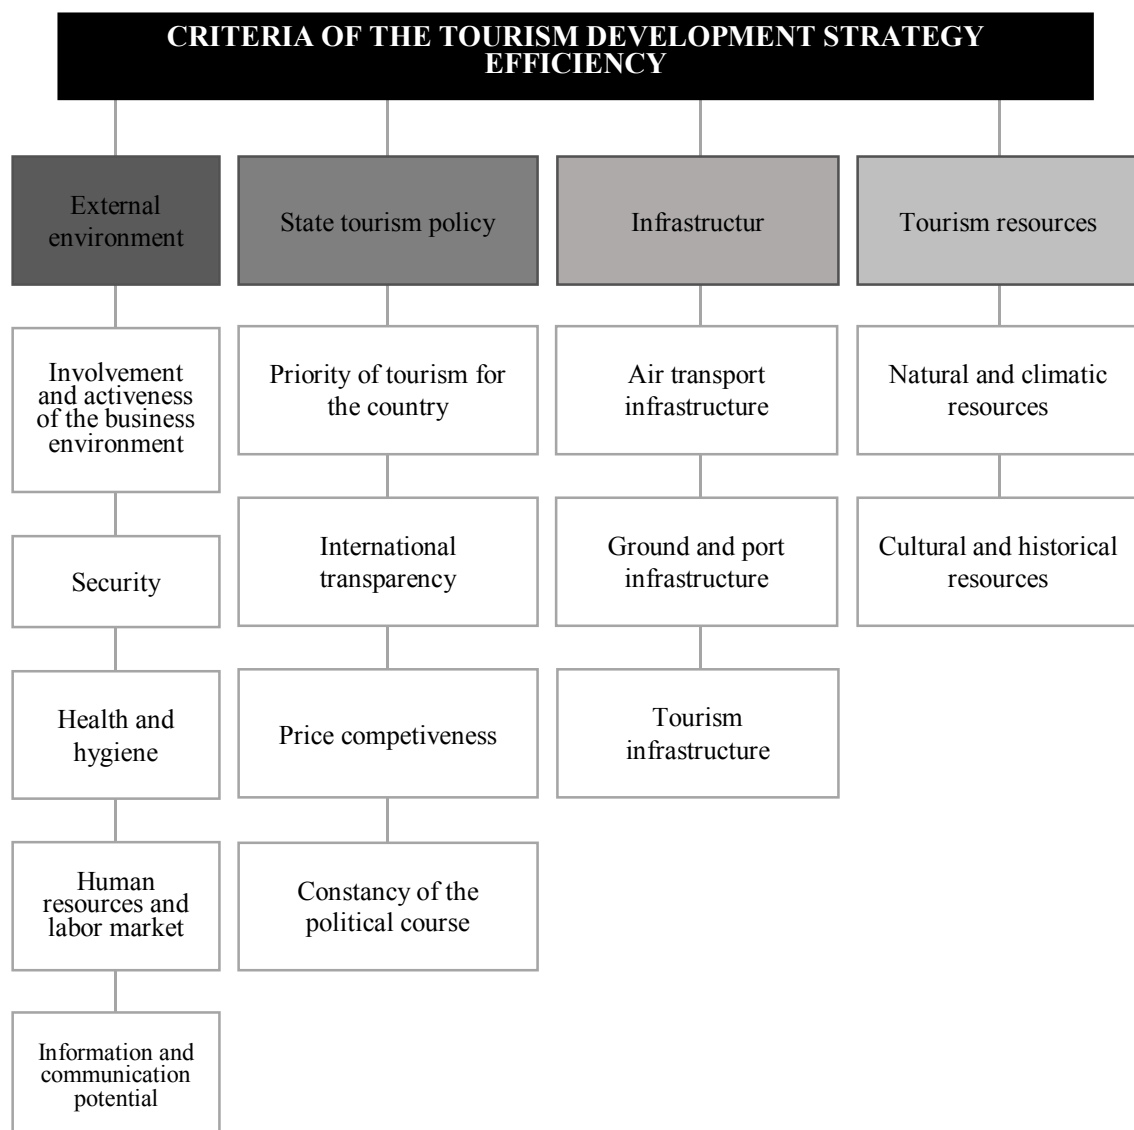 CRITERIA OF THE TOURISM DEVELOPMENT STRATEGY
EFFICIENCY
External
environment
State tourism policy
Infrastructur
Tourism resources
Involvement
and activeness
of the business
environment
Priority of tourism for
the country
Air transport
infrastructure
Natural and climatic
resources
Security
International
transparency
Ground and port
infrastructure
Cultural and historical
resources
Health and
hygiene
Price competiveness
Tourism
infrastructure
Human
resources and
labor market
Constancy of the
political course
Information and
communication
potential